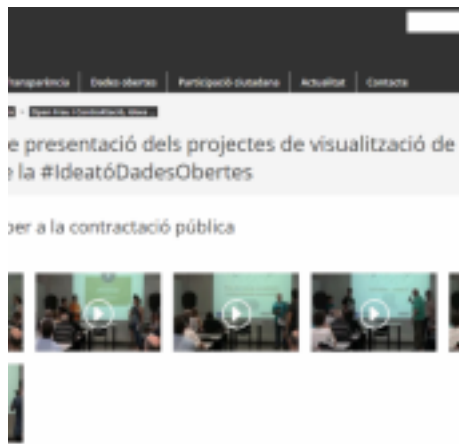 Transparència Dades obertes Participació ciutadana Actualitat Contacte
e presentació dels projectes de visualització de
e la #IdeatóDadesObertes
per a la contractació pública